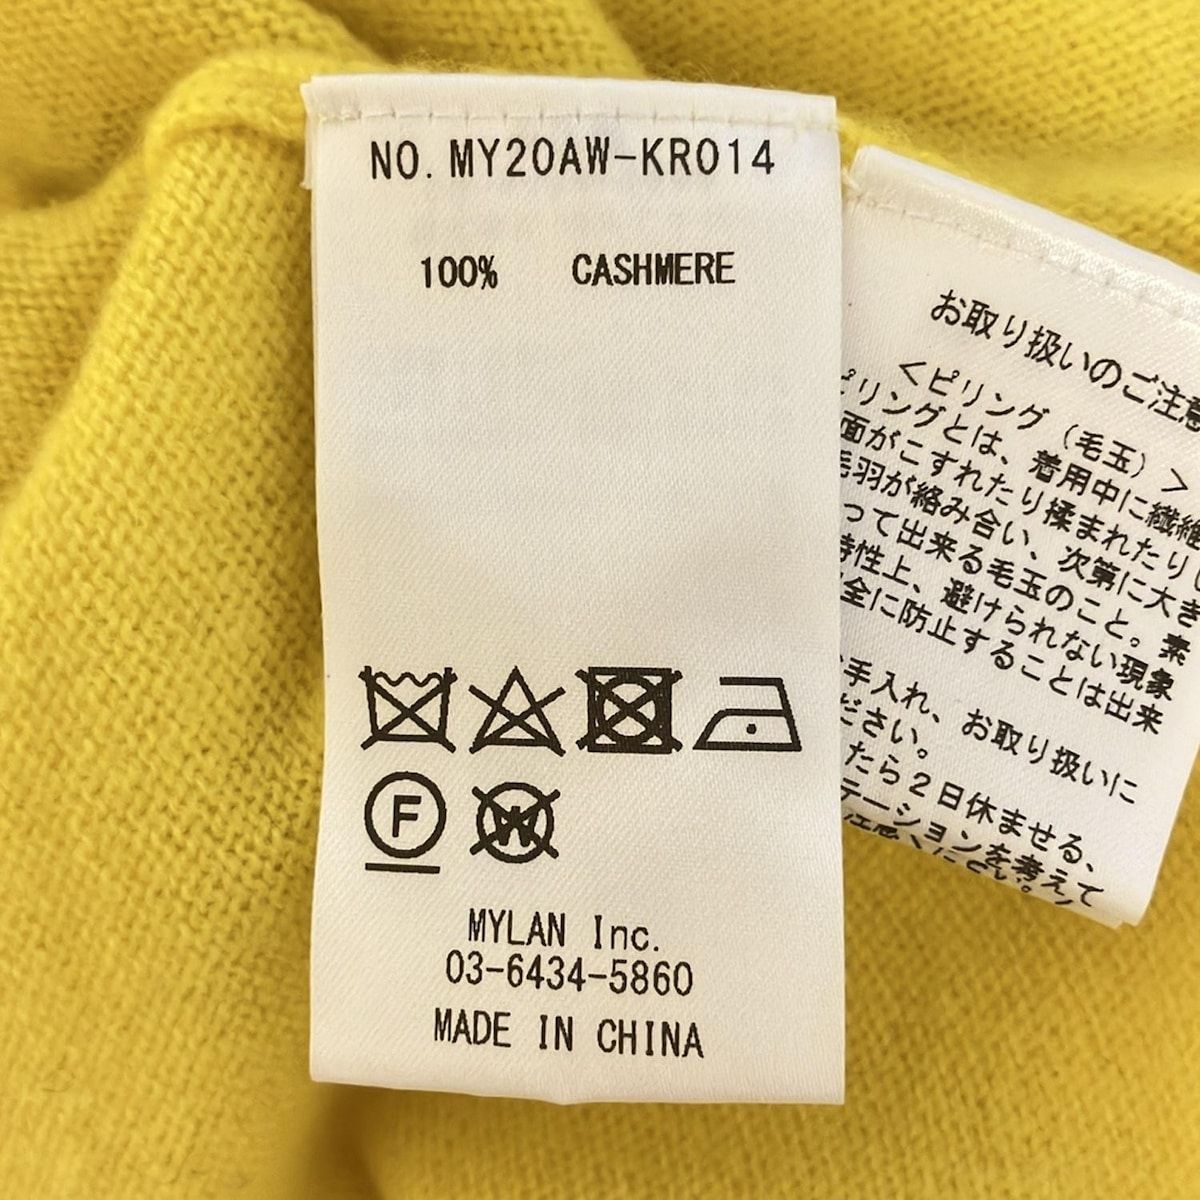 NO. MY20AW-KR014
100% CASHMERE
F
W
MYLAN Inc.
03-6434-5860
MADE IN CHINA
お取り扱いのご注意
＜ピリング（毛玉）＞
ピリングとは、着用中に繊維
面がこすれたり揉まれたりし
毛羽が絡み合い、次第に大き
って出来る毛玉のこと。素
特性上、避けられない現象
全に防止することは出来
手入れ、お取り扱いに
ださい。
たら２日休ませる、
テーションを考えて